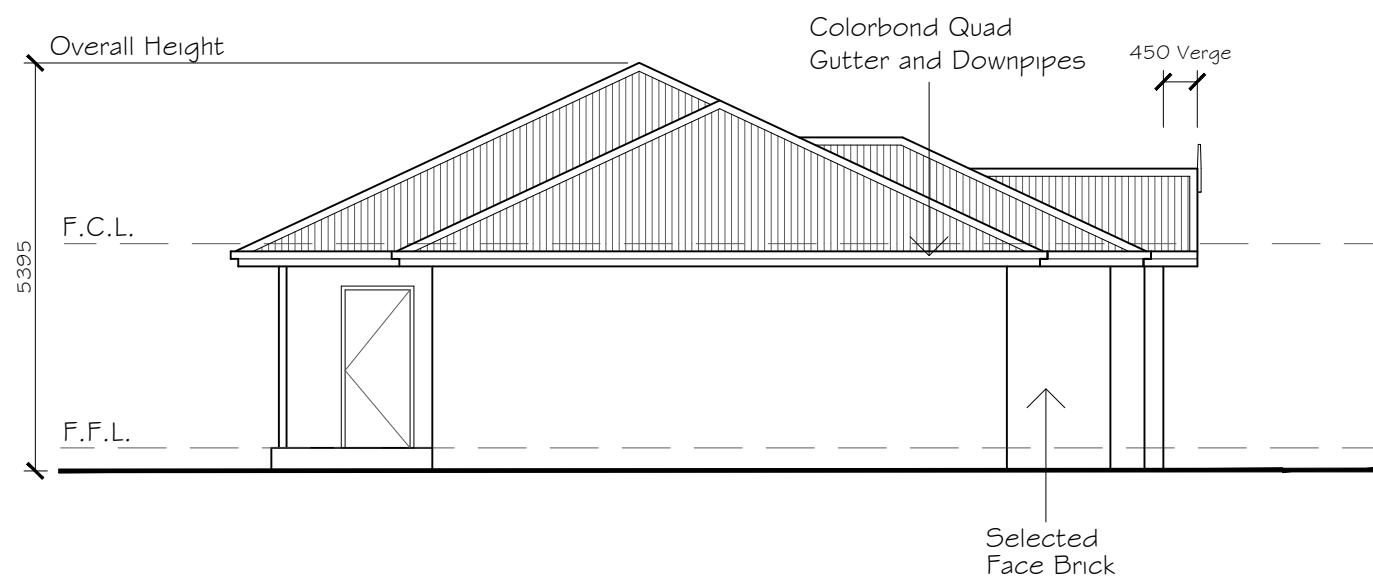 Overall Height
Colorbond Quad
Gutter and Downpipes
450 Verge
F.C.L.
5395
F.F.L.
Selected
Face Brick